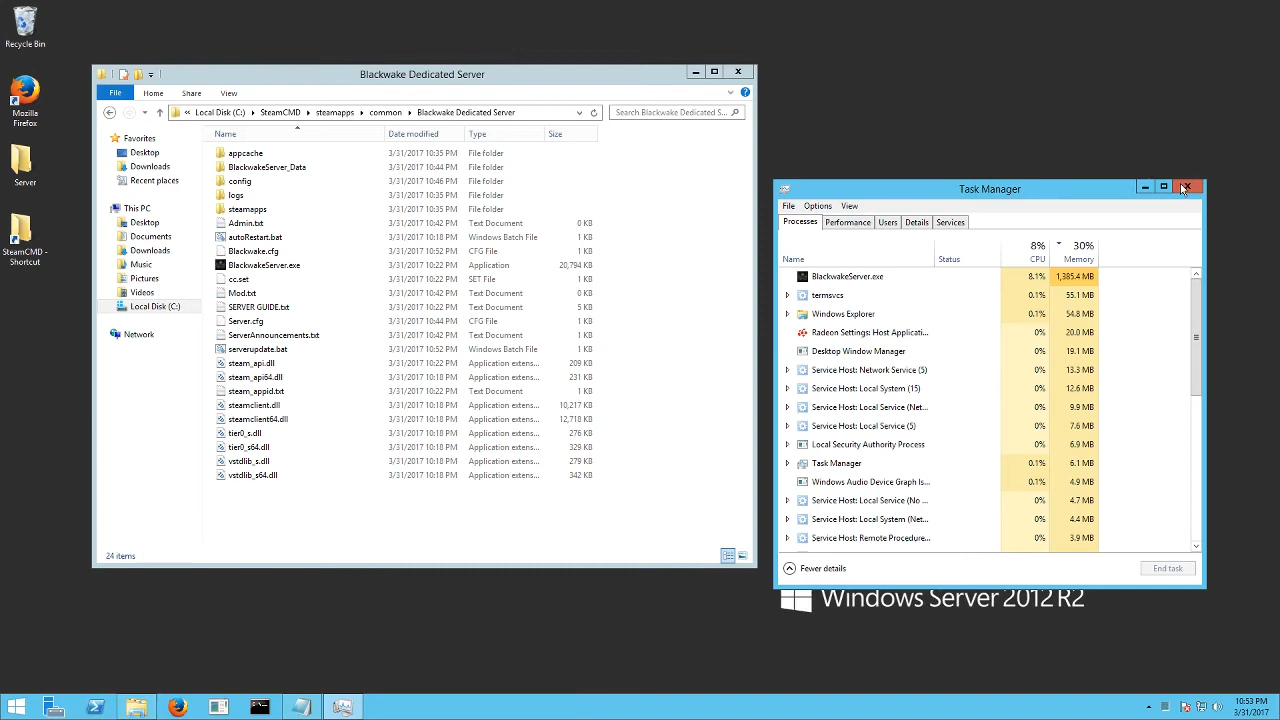 Recycle Bin
Mozilla
Firefox
Server
SteamCMD -
Shortcut
Blackwake Dedicated Server
File Home Share View
« Local Disk (C:) SteamCMD steamapps common Blackwake Dedicated Server
Search Blackwake Dedicated S...
Favorites
Desktop
Downloads
Recent places
This PC
Desktop
Documents
Downloads
Music
Pictures
Videos
Local Disk (C:)
Network
Name Date modified Type Size
appcache 3/31/2017 10:35 PM File folder
BlackwakeServer_Data 3/31/2017 10:44 PM File folder
config 3/31/2017 10:46 PM File folder
logs 3/31/2017 10:35 PM File folder
steamapps 3/31/2017 10:35 PM File folder
Admin.txt 3/31/2017 10:42 PM Text Document 0 KB
autoRestart.bat 3/31/2017 10:18 PM Windows Batch File 1 KB
Blackwake.cfg 3/31/2017 10:52 PM CFG File 1 KB
BlackwakeServer.exe 3/31/2017 10:22 PM Application 20,794 KB
cc.set 3/31/2017 10:22 PM SET File 1 KB
Mod.txt 3/31/2017 10:42 PM Text Document 1 KB
SERVER GUIDE.txt 3/31/2017 10:22 PM Text Document 5 KB
Server.cfg 3/31/2017 10:44 PM CFG File 1 KB
ServerAnnouncements.txt 3/31/2017 10:42 PM Text Document 1 KB
serverupdate.bat 3/31/2017 10:52 PM Windows Batch File 1 KB
steam_api.dll 3/31/2017 10:22 PM Application extens... 209 KB
steam_api64.dll 3/31/2017 10:22 PM Application extens... 231 KB
steam_appid.txt 3/31/2017 10:22 PM Text Document 1 KB
steamclient.dll 3/31/2017 10:18 PM Application extens... 10,217 KB
steamclient64.dll 3/31/2017 10:18 PM Application extens... 12,718 KB
tier0_s.dll 3/31/2017 10:18 PM Application extens... 276 KB
tier0_s64.dll 3/31/2017 10:18 PM Application extens... 329 KB
vstdlib_s.dll 3/31/2017 10:18 PM Application extens... 279 KB
vstdlib_s64.dll 3/31/2017 10:18 PM Application extens... 342 KB
24 items
Task Manager
File Options View
Processes Performance Users Details Services
8% 30%
Name Status CPU Memory
BlackwakeServer.exe 8.1% 1,385.4 MB
termsvcs 0.1% 55.1 MB
Windows Explorer 0.1% 54.8 MB
Radeon Settings: Host Applicati... 0% 20.0 MB
Desktop Window Manager 0% 19.1 MB
Service Host: Network Service (5) 0% 13.3 MB
Service Host: Local System (15) 0% 12.6 MB
Service Host: Local Service (Net... 0% 9.9 MB
Service Host: Local Service (5) 0% 7.6 MB
Local Security Authority Process 0% 6.9 MB
Task Manager 0.1% 6.1 MB
Windows Audio Device Graph Is... 0.1% 4.9 MB
Service Host: Local Service (No ... 0% 4.7 MB
Service Host: Local System (Net... 0% 4.4 MB
Service Host: Remote Procedure... 0% 3.9 MB
Fewer details End task
Windows Server 2012 R2
10:53 PM
3/31/2017